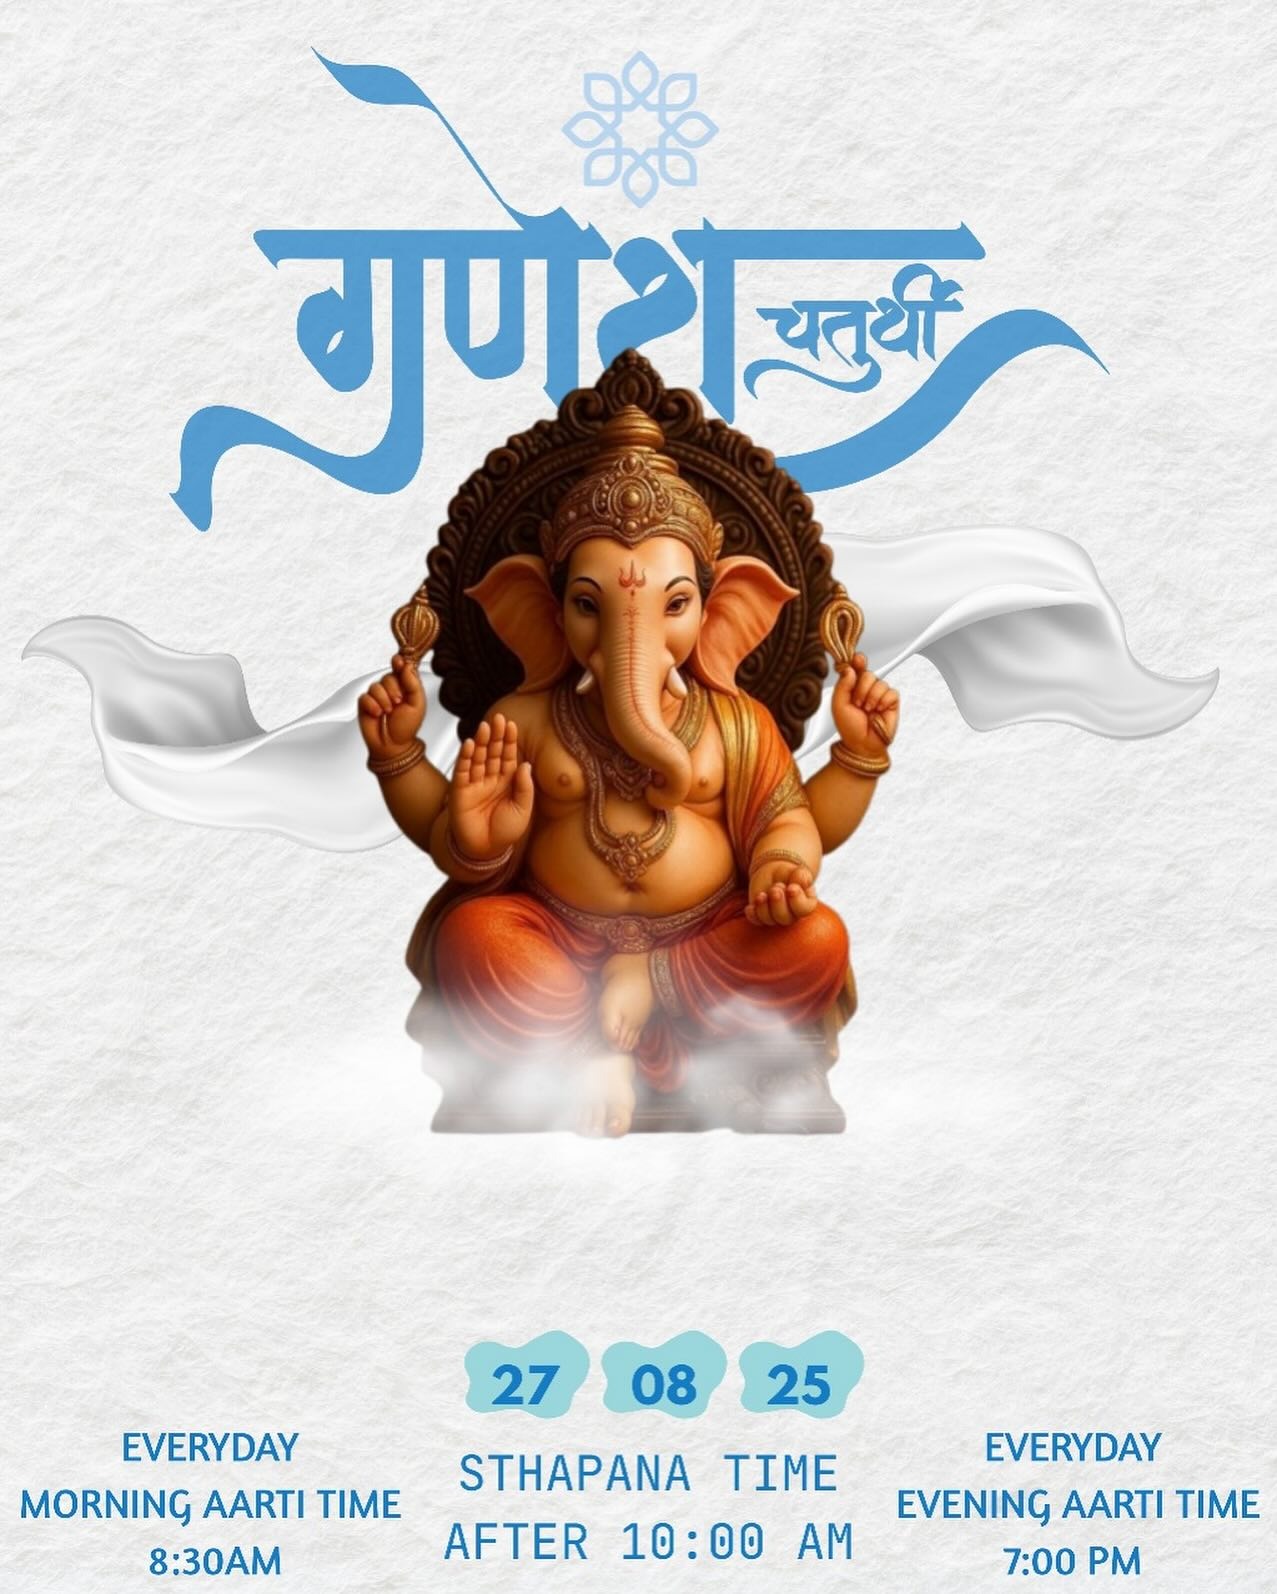 गणेश
चतुर्थी
27 08 25
STHAPANA TIME
AFTER 10:00 AM
EVERYDAY
MORNING AARTI TIME
8:30AM
EVERYDAY
EVENING AARTI TIME
7:00 PM